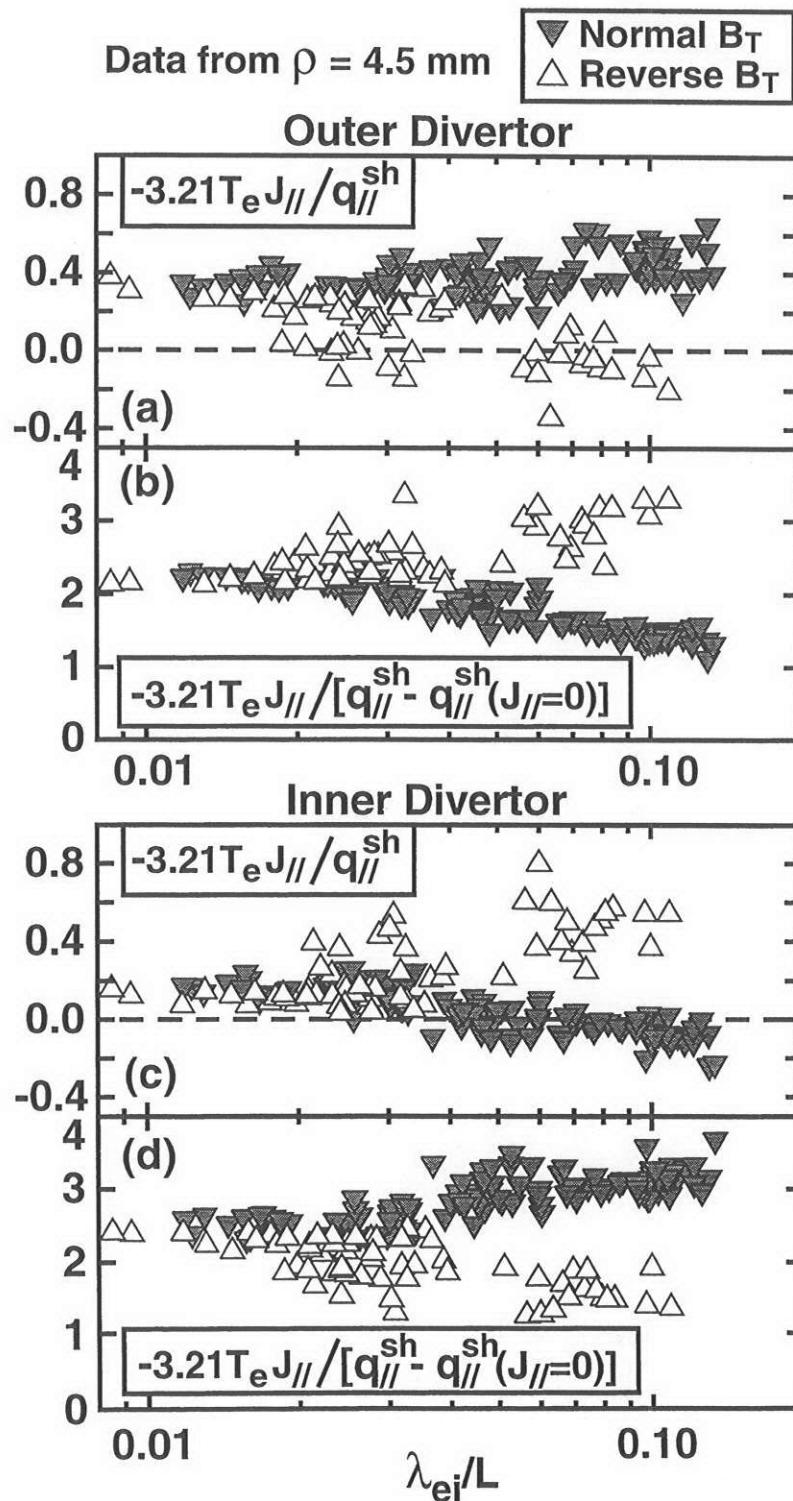 Data from ρ = 4.5 mm
▼ Normal B_T
△ Reverse B_T
Outer Divertor
-3.21T_e J_// / q_//^sh
0.8
0.4
0.0
-0.4
(a)
4
3
2
1
0
(b)
-3.21T_e J_// / [q_//^sh - q_//^sh (J_//=0)]
0.01
0.10
Inner Divertor
-3.21T_e J_// / q_//^sh
0.8
0.4
0.0
-0.4
(c)
4
3
2
1
0
(d)
-3.21T_e J_// / [q_//^sh - q_//^sh (J_//=0)]
0.01
0.10
λ_ei/L